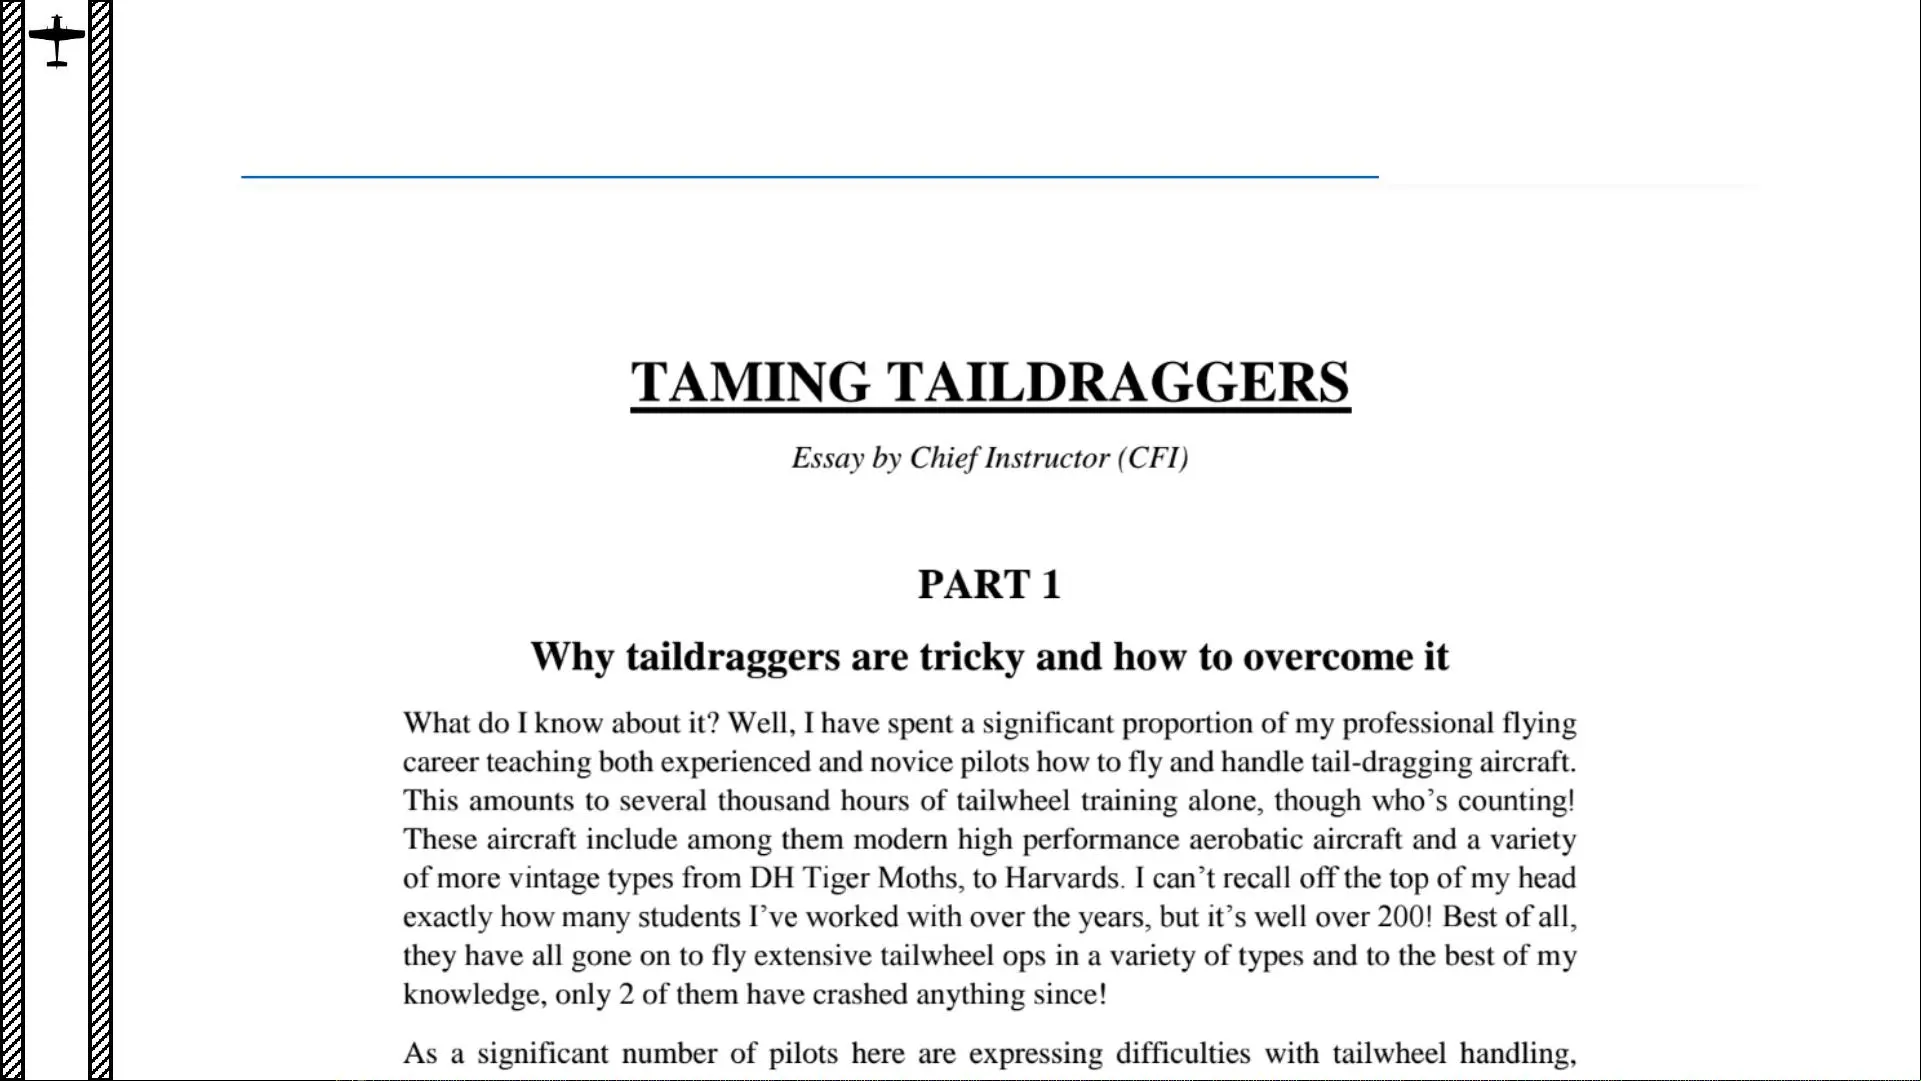 TAMING TAILDRAGGERS
Essay by Chief Instructor (CFI)
PART 1
Why taildraggers are tricky and how to overcome it
What do I know about it? Well, I have spent a significant proportion of my professional flying
career teaching both experienced and novice pilots how to fly and handle tail-dragging aircraft.
This amounts to several thousand hours of tailwheel training alone, though who’s counting!
These aircraft include among them modern high performance aerobatic aircraft and a variety
of more vintage types from DH Tiger Moths, to Harvards. I can’t recall off the top of my head
exactly how many students I’ve worked with over the years, but it’s well over 200! Best of all,
they have all gone on to fly extensive tailwheel ops in a variety of types and to the best of my
knowledge, only 2 of them have crashed anything since!
As a significant number of pilots here are expressing difficulties with tailwheel handling,